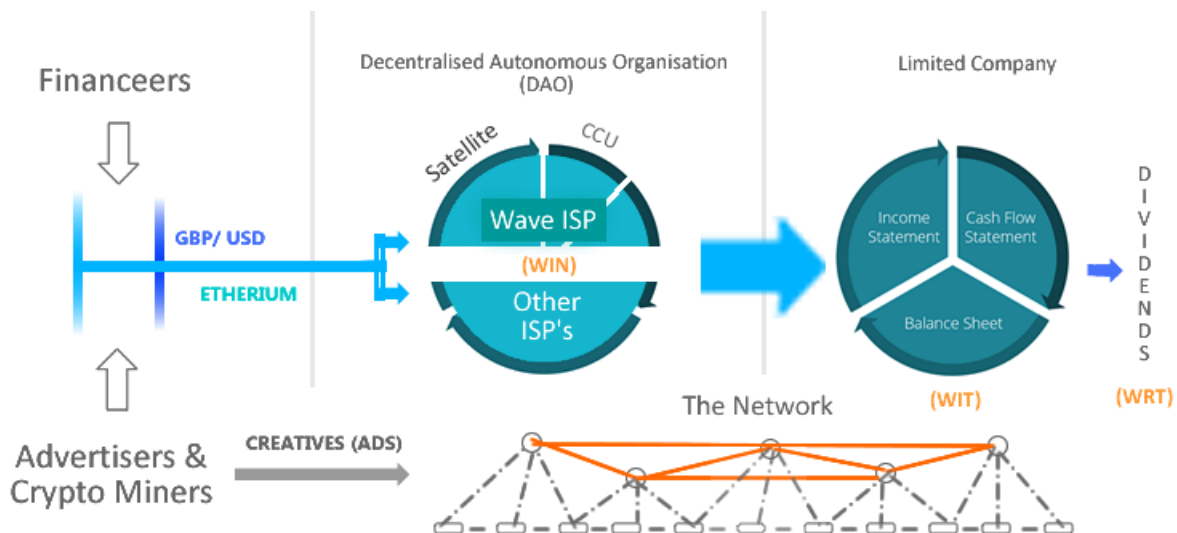 Financeers
GBP/ USD
ETHERIUM
Advertisers &
Crypto Miners
CREATIVES (ADS)
Decentralised Autonomous Organisation
(DAO)
Satellite
CCU
Wave ISP
(WIN)
Other
ISP's
The Network
Limited Company
Income
Statement
Cash Flow
Statement
Balance Sheet
(WIT)
DIVIDENDS
(WRT)